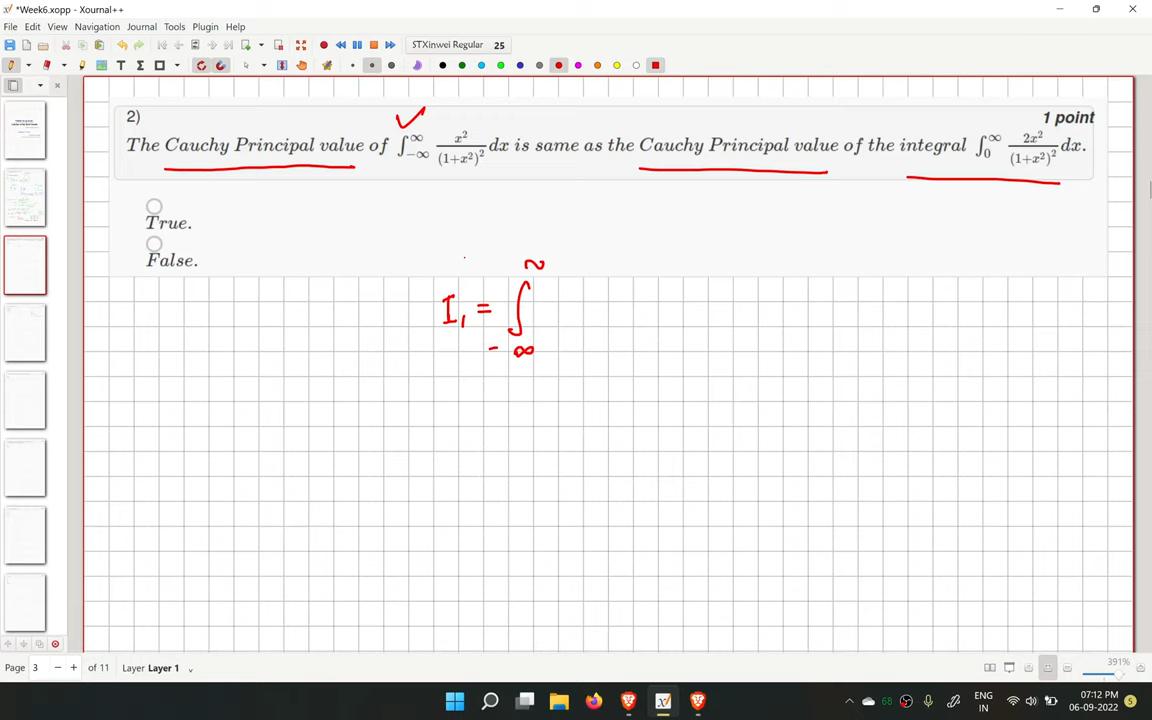 *Week6.xopp - Xournal++
File Edit View Navigation Journal Tools Plugin Help
STXinwei Regular 25
2) 1 point
The Cauchy Principal value of ∫_{-∞}^{∞} x²/(1+x²)² dx is same as the Cauchy Principal value of the integral ∫_0^∞ 2x²/(1+x²)² dx.
True.
False.
I₁ = ∫_{-∞}^{∞}
Page 3 of 11 Layer Layer 1 391%
68 ENG IN 07:12 PM 06-09-2022 5